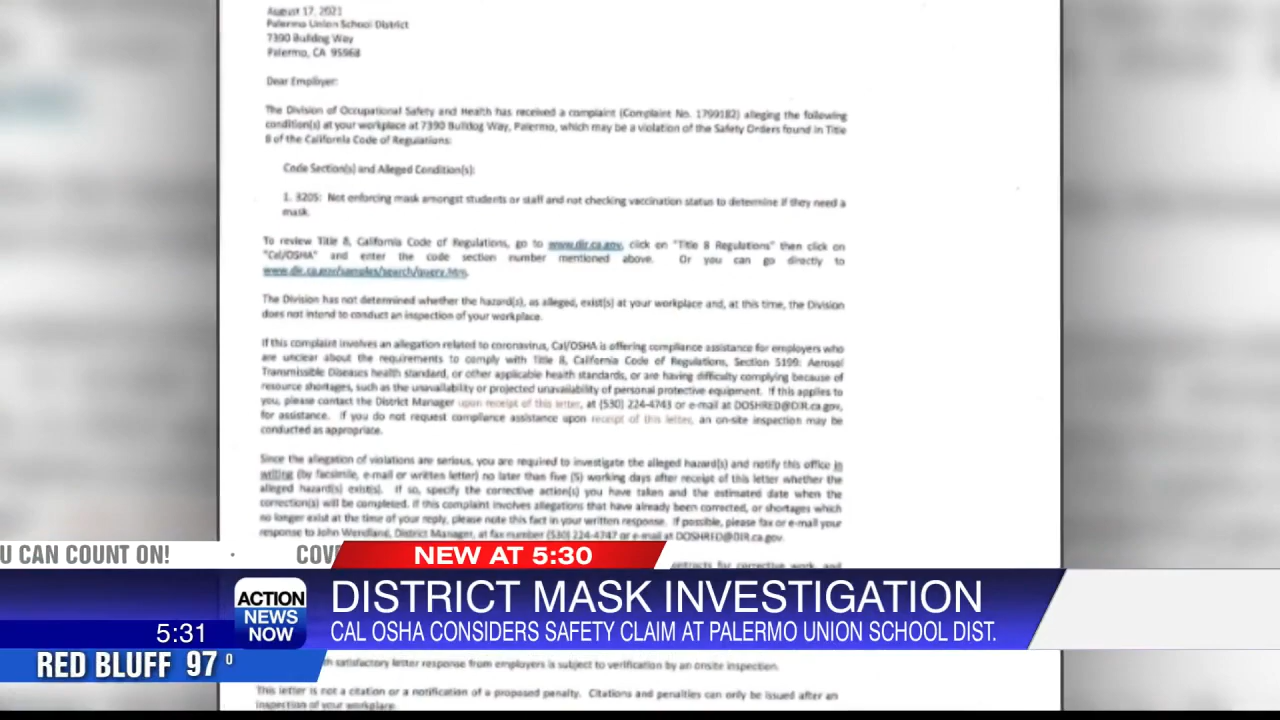 August 17, 2021
Palermo Union School District
7390 Bulldog Way
Palermo, CA 95968
Dear Employer:
The Division of Occupational Safety and Health has received a complaint (Complaint No. 1799182) alleging the following
condition(s) at your workplace at 7390 Bulldog Way, Palermo, which may be a violation of the Safety Orders found in Title
8 of the California Code of Regulations:
Code Section(s) and Alleged Condition(s):
1. 3205: Not enforcing mask amongst students or staff and not checking vaccination status to determine if they need a
mask.
To review Title 8, California Code of Regulations, go to www.dir.ca.gov, click on "Title 8 Regulations" then click on
"Cal/OSHA" and enter the code section number mentioned above. Or you can go directly to
www.dir.ca.gov/samples/search/query.htm.
The Division has not determined whether the hazard(s), as alleged, exist(s) at your workplace and, at this time, the Division
does not intend to conduct an inspection of your workplace.
If this complaint involves an allegation related to coronavirus, Cal/OSHA is offering compliance assistance for employers who
are unclear about the requirements to comply with Title 8, California Code of Regulations, Section 5199: Aerosol
Transmissible Diseases health standard, or other applicable health standards, or are having difficulty complying because of
resource shortages, such as the unavailability or projected unavailability of personal protective equipment. If this applies to
you, please contact the District Manager upon receipt of this letter, at (530) 224-4743 or e-mail at DOSHRED@DIR.ca.gov,
for assistance. If you do not request compliance assistance upon receipt of this letter, an on-site inspection may be
conducted as appropriate.
Since the allegation of violations are serious, you are required to investigate the alleged hazard(s) and notify this office in
writing (by facsimile, e-mail or written letter) no later than five (5) working days after receipt of this letter whether the
alleged hazard(s) exist(s). If so, specify the corrective action(s) you have taken and the estimated date when the
correction(s) will be completed. If this complaint involves allegations that have already been corrected, or shortages which
no longer exist at the time of your reply, please note this fact in your written response. If possible, please fax or e-mail your
response to John Wendland, District Manager, at fax number (530) 224-4747 or e-mail at DOSHRED@DIR.ca.gov.
for corrective work, and
U CAN COUNT ON! · COV
NEW AT 5:30
DISTRICT MASK INVESTIGATION
CAL OSHA CONSIDERS SAFETY CLAIM AT PALERMO UNION SCHOOL DIST.
ACTION
NEWS
NOW
5:31
RED BLUFF 97°
satisfactory letter response from employers is subject to verification by an onsite inspection.
This letter is not a citation or a notification of a proposed penalty. Citations and penalties can only be issued after an
inspection of your workplace.